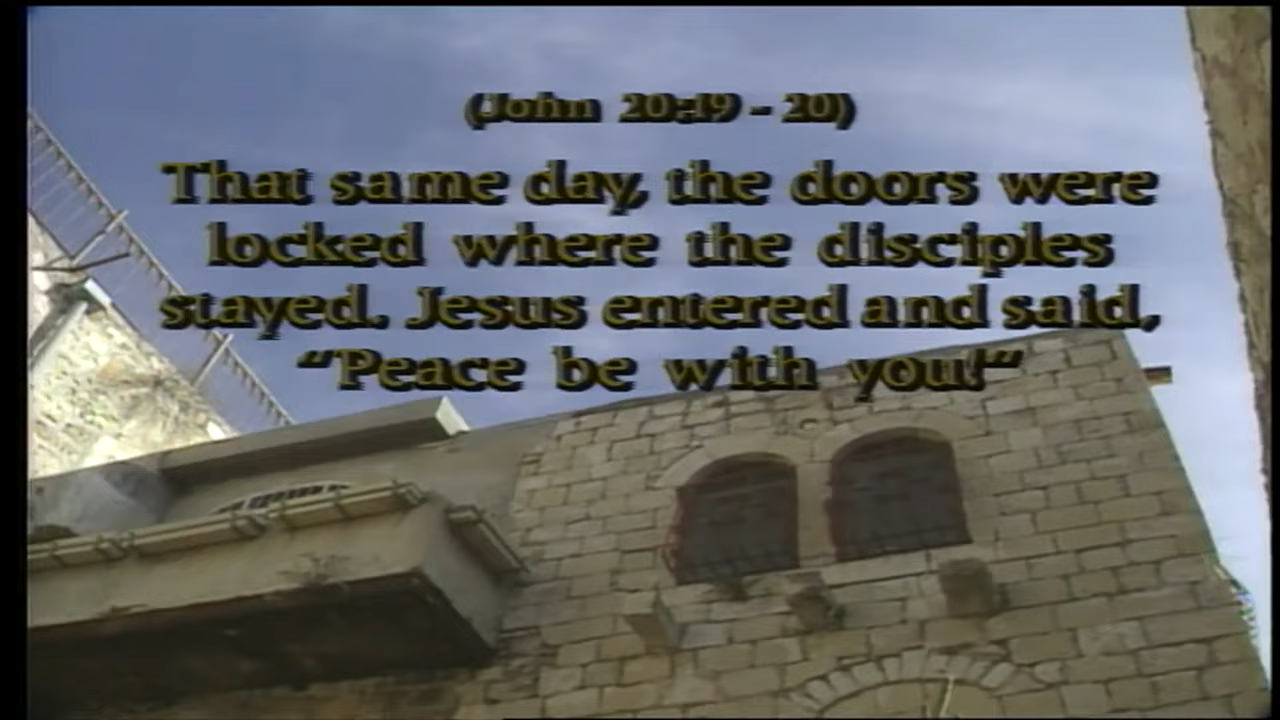 (John 20:19 - 20)
That same day, the doors were
locked where the disciples
stayed. Jesus entered and said,
“Peace be with you!”